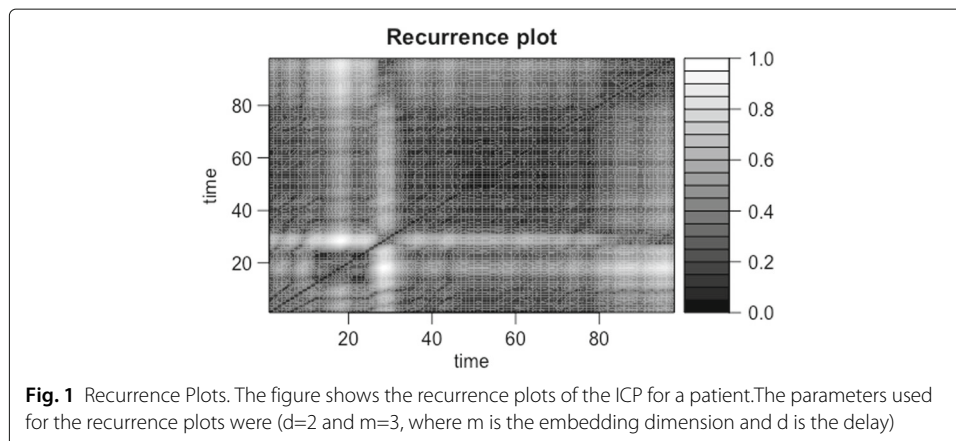 Recurrence plot
1.0
0.8
0.6
0.4
0.2
0.0
80
60
40
20
time
20 40 60 80
time
Fig. 1 Recurrence Plots. The figure shows the recurrence plots of the ICP for a patient.The parameters used
for the recurrence plots were (d=2 and m=3, where m is the embedding dimension and d is the delay)